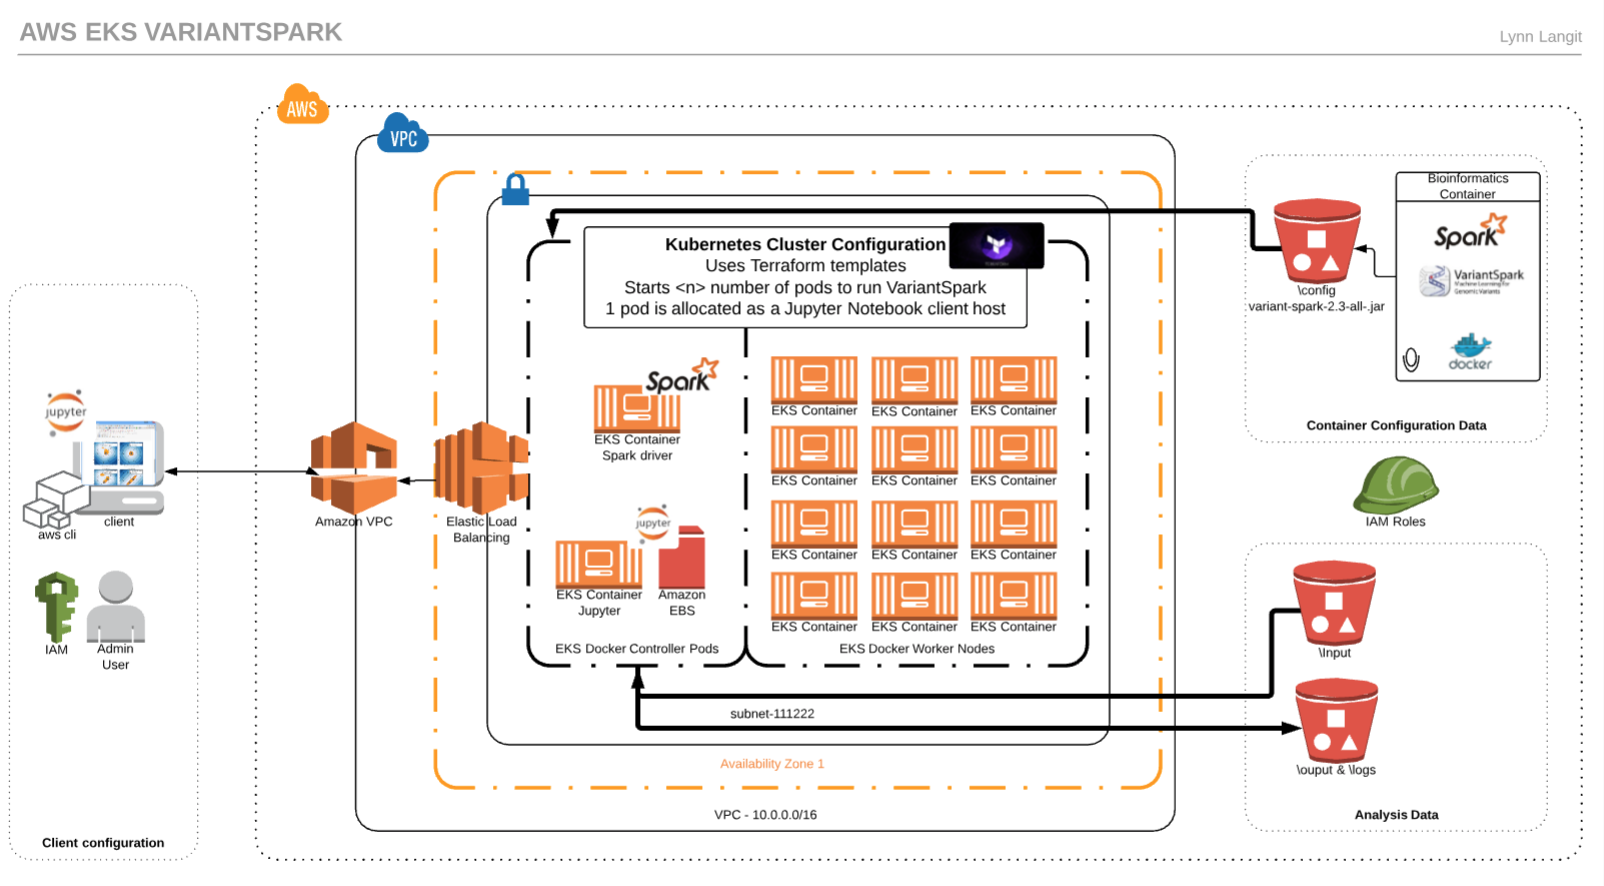 AWS EKS VARIANTSPARK
Lynn Langit
AWS
VPC
Kubernetes Cluster Configuration
Uses Terraform templates
Starts <n> number of pods to run VariantSpark
1 pod is allocated as a Jupyter Notebook client host
Bioinformatics
Container
Spark
VariantSpark
Machine Learning for
Genomic Variants
docker
\config
variant-spark-2.3-all-.jar
Container Configuration Data
IAM Roles
jupyter
client
aws cli
IAM
Admin
User
Client configuration
Amazon VPC
Elastic Load
Balancing
Spark
EKS Container
Spark driver
jupyter
EKS Container
Jupyter
Amazon
EBS
EKS Docker Controller Pods
EKS Container
EKS Container
EKS Container
EKS Container
EKS Container
EKS Container
EKS Container
EKS Container
EKS Container
EKS Container
EKS Container
EKS Container
EKS Docker Worker Nodes
subnet-111222
Availability Zone 1
VPC - 10.0.0.0/16
\Input
\ouput & \logs
Analysis Data